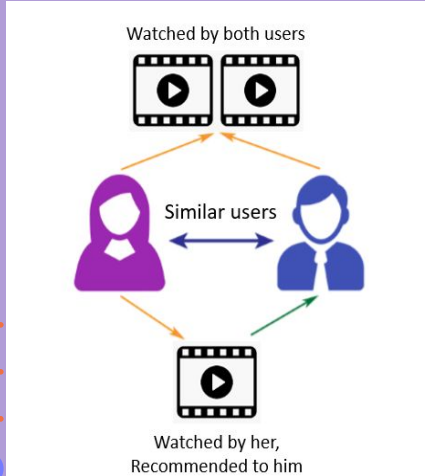 Watched by both users
Similar users
Watched by her,
Recommended to him